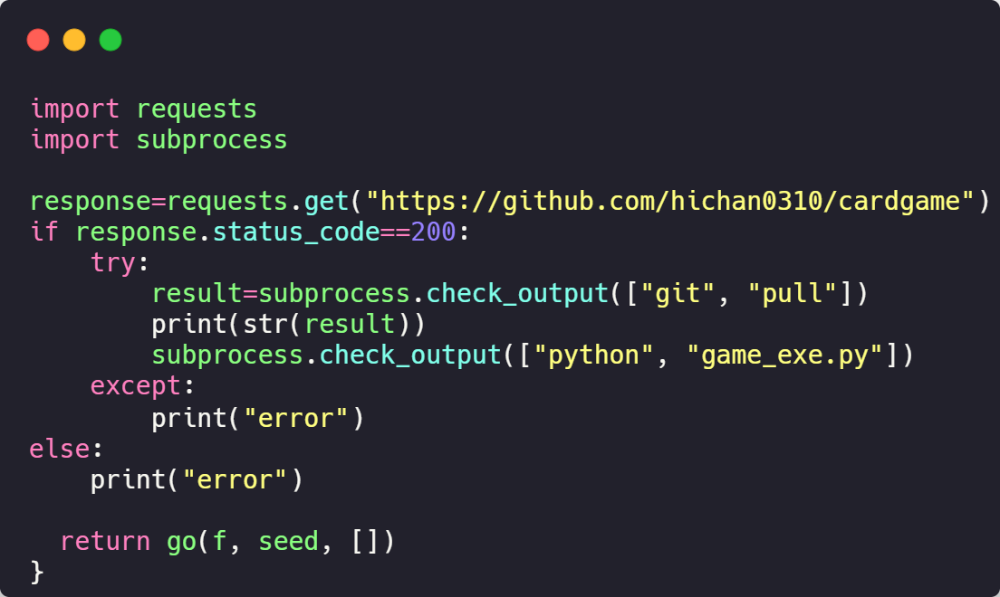 import requests
import subprocess

response=requests.get("https://github.com/hichan0310/cardgame")
if response.status_code==200:
    try:
        result=subprocess.check_output(["git", "pull"])
        print(str(result))
        subprocess.check_output(["python", "game_exe.py"])
    except:
        print("error")
else:
    print("error")

  return go(f, seed, [])
}